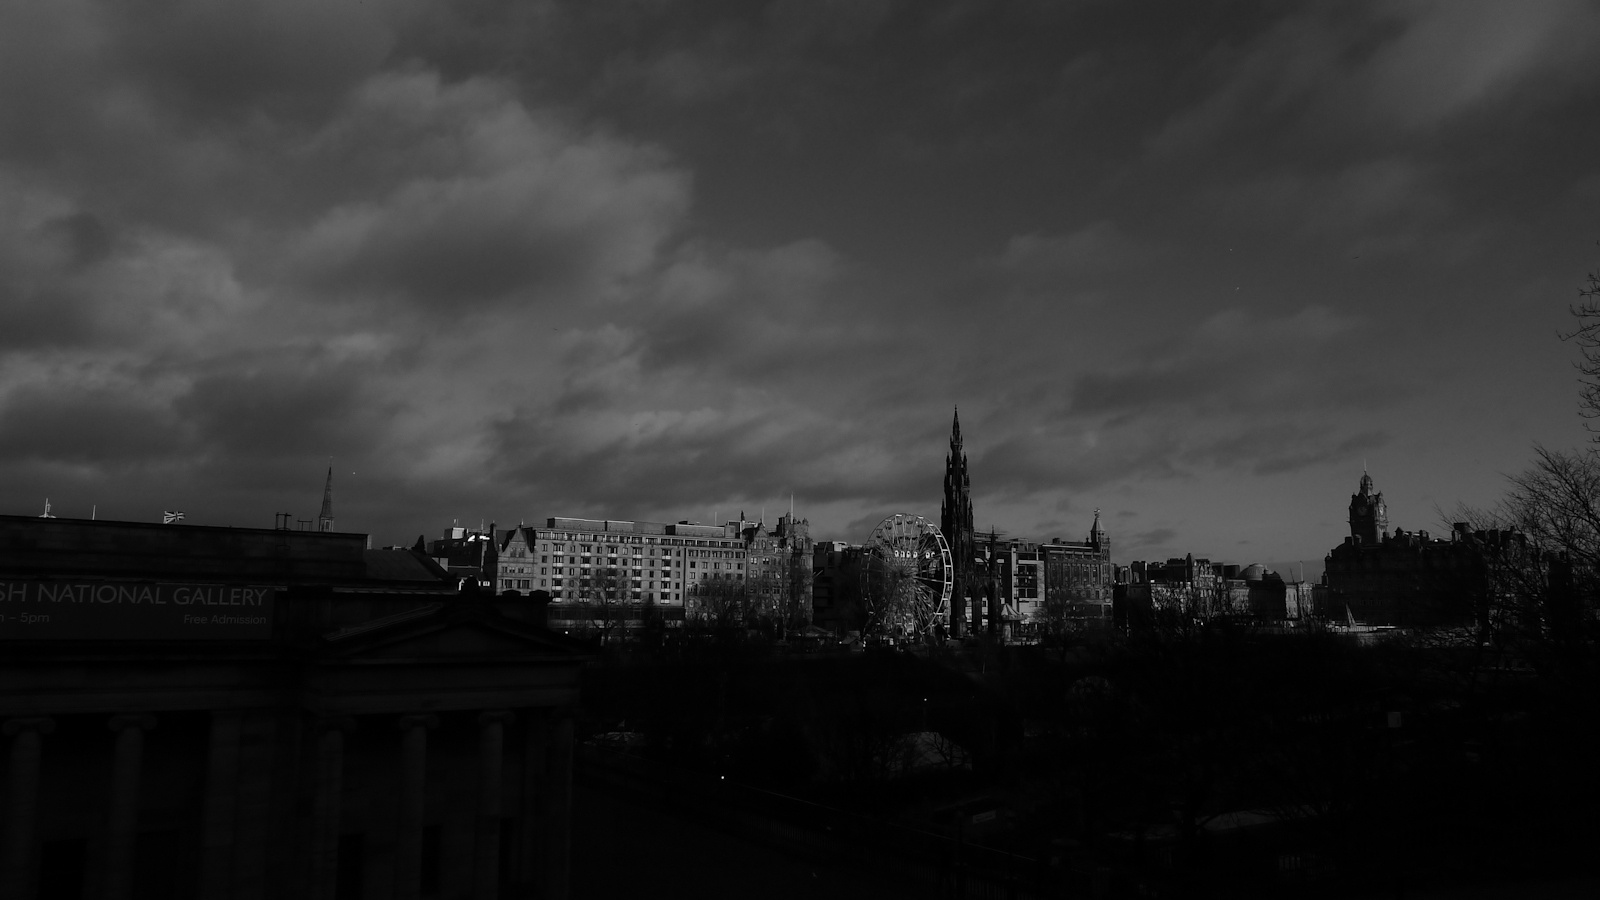 SH NATIONAL GALLERY
– 5pm
Free Admission